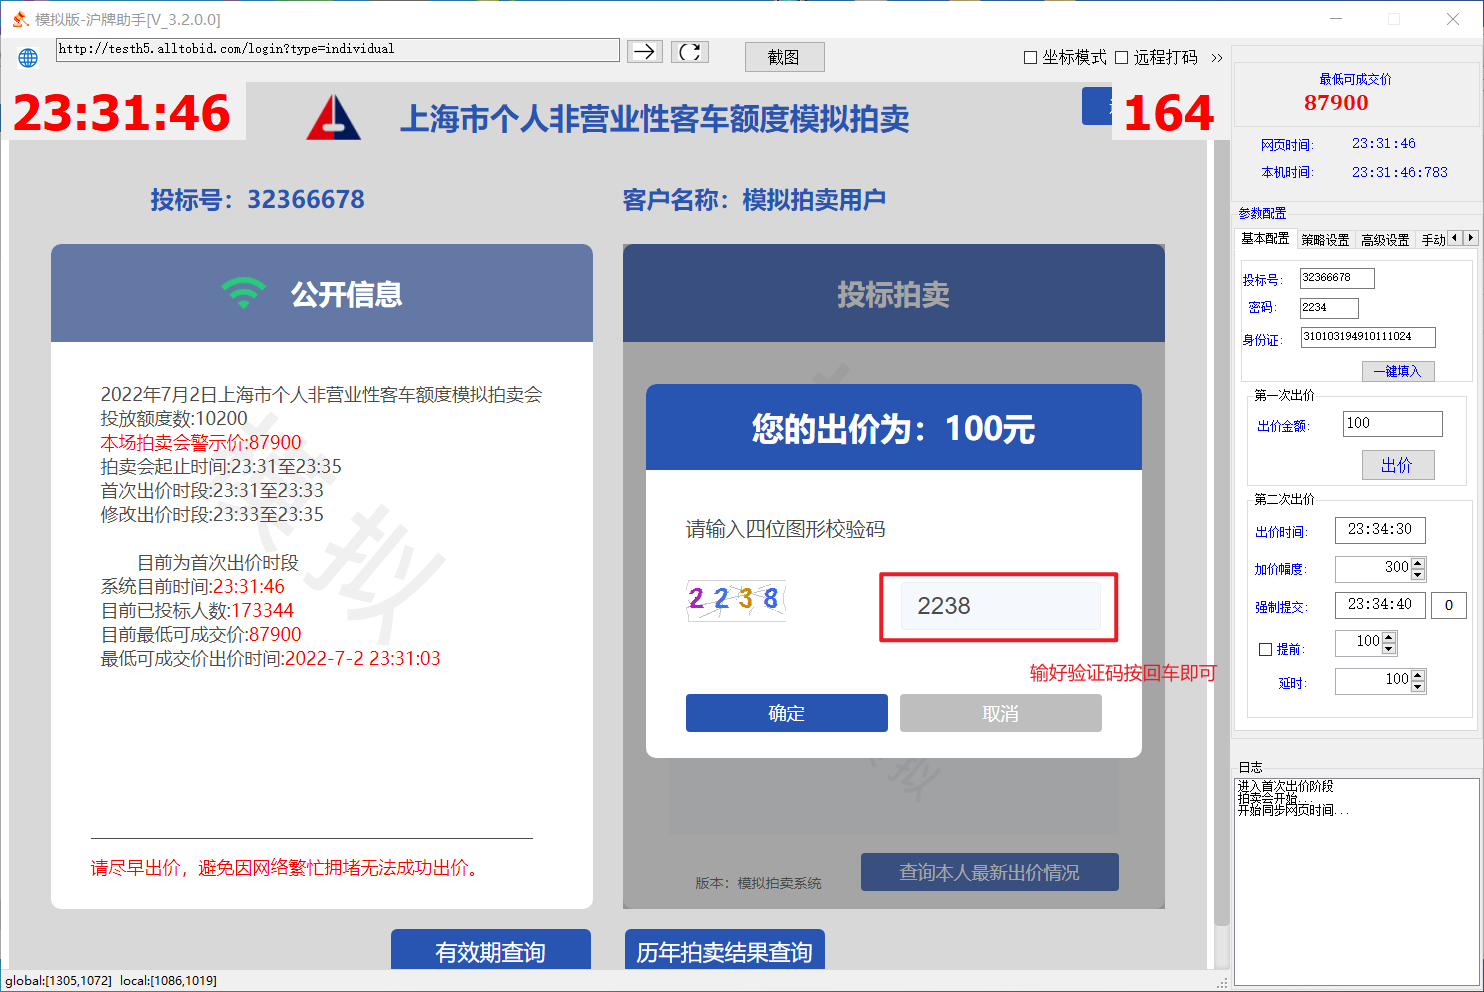 模拟版-沪牌助手[V_3.2.0.0]
http://testh5.alltobid.com/login?type=individual
截图
坐标模式
远程打码
>>
23:31:46
上海市个人非营业性客车额度模拟拍卖
164
投标号：32366678
客户名称：模拟拍卖用户
公开信息
2022年7月2日上海市个人非营业性客车额度模拟拍卖会
投放额度数:10200
本场拍卖会警示价:87900
拍卖会起止时间:23:31至23:35
首次出价时段:23:31至23:33
修改出价时段:23:33至23:35
目前为首次出价时段
系统目前时间:23:31:46
目前已投标人数:173344
目前最低可成交价:87900
最低可成交价出价时间:2022-7-2 23:31:03
请尽早出价，避免因网络繁忙拥堵无法成功出价。
模拟
投标拍卖
您的出价为：100元
请输入四位图形校验码
2238
2238
输好验证码按回车即可
确定
取消
模拟
版本：模拟拍卖系统
查询本人最新出价情况
有效期查询
历年拍卖结果查询
global:[1305,1072] local:[1086,1019]
最低可成交价
87900
网页时间: 23:31:46
本机时间: 23:31:46:783
参数配置
基本配置 策略设置 高级设置 手动
投标号: 32366678
密码: 2234
身份证: 310103194910111024
一键填入
第一次出价
出价金额: 100
出价
第二次出价
出价时间: 23:34:30
加价幅度: 300
强制提交: 23:34:40 0
提前: 100
延时: 100
日志
进入首次出价阶段
拍卖会开始...
开始同步网页时间...